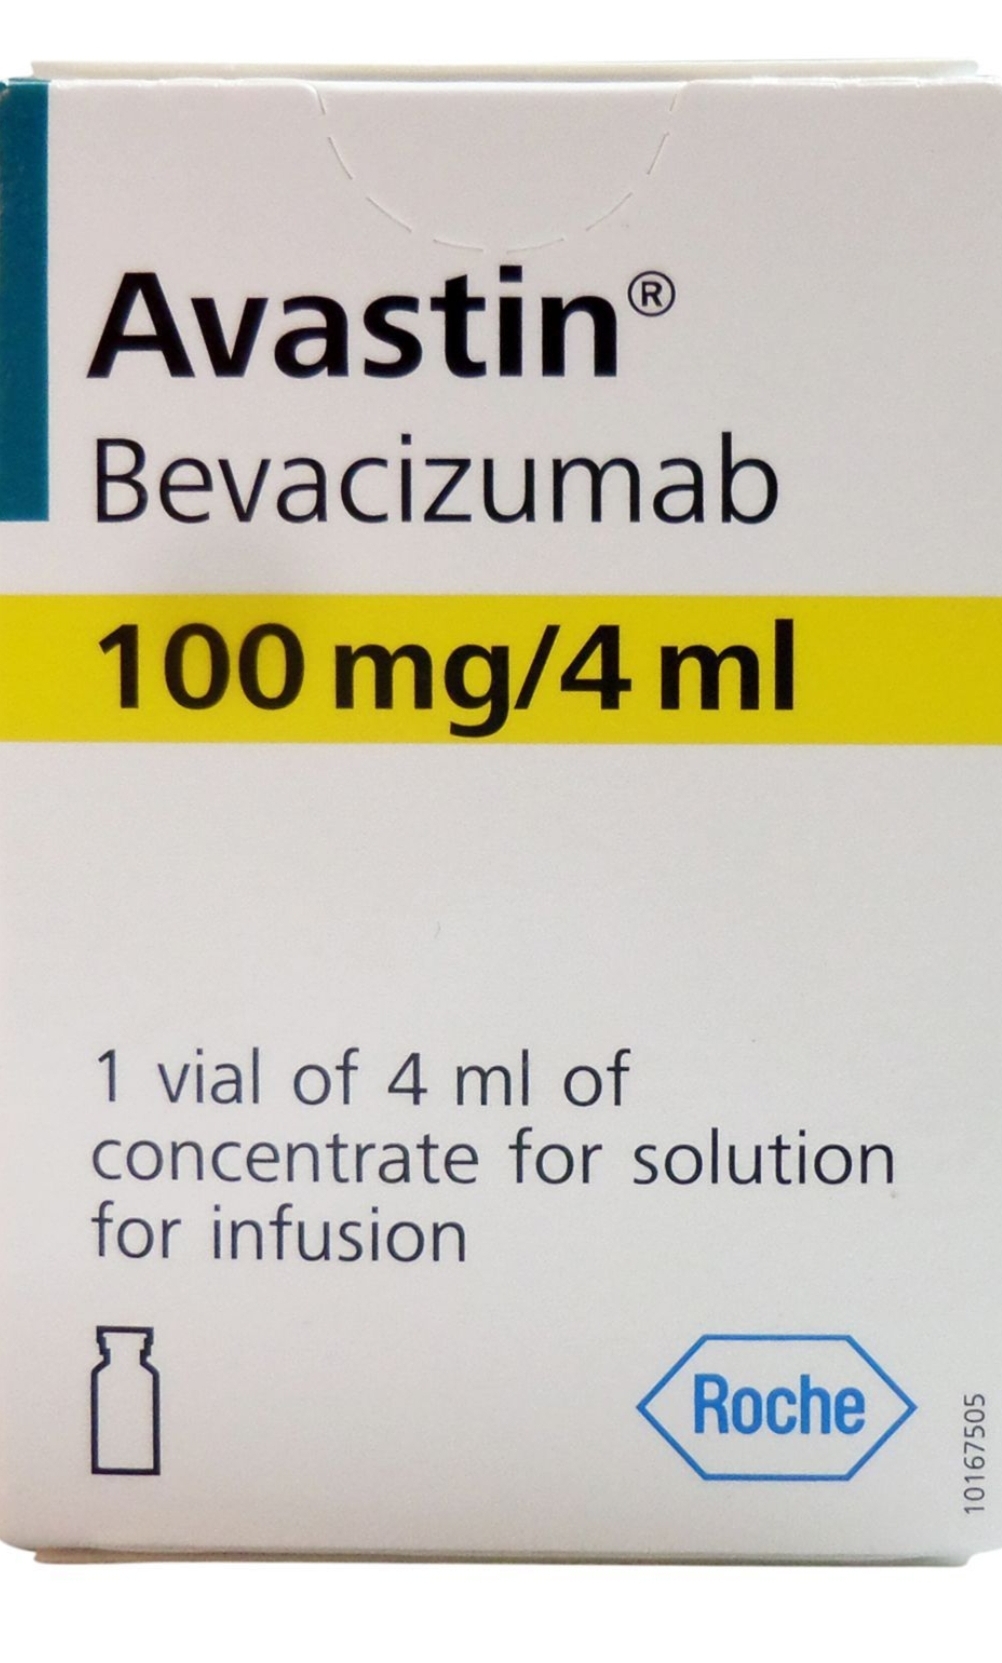 Avastin®
Bevacizumab
100 mg/4 ml
1 vial of 4 ml of
concentrate for solution
for infusion
Roche
10167505